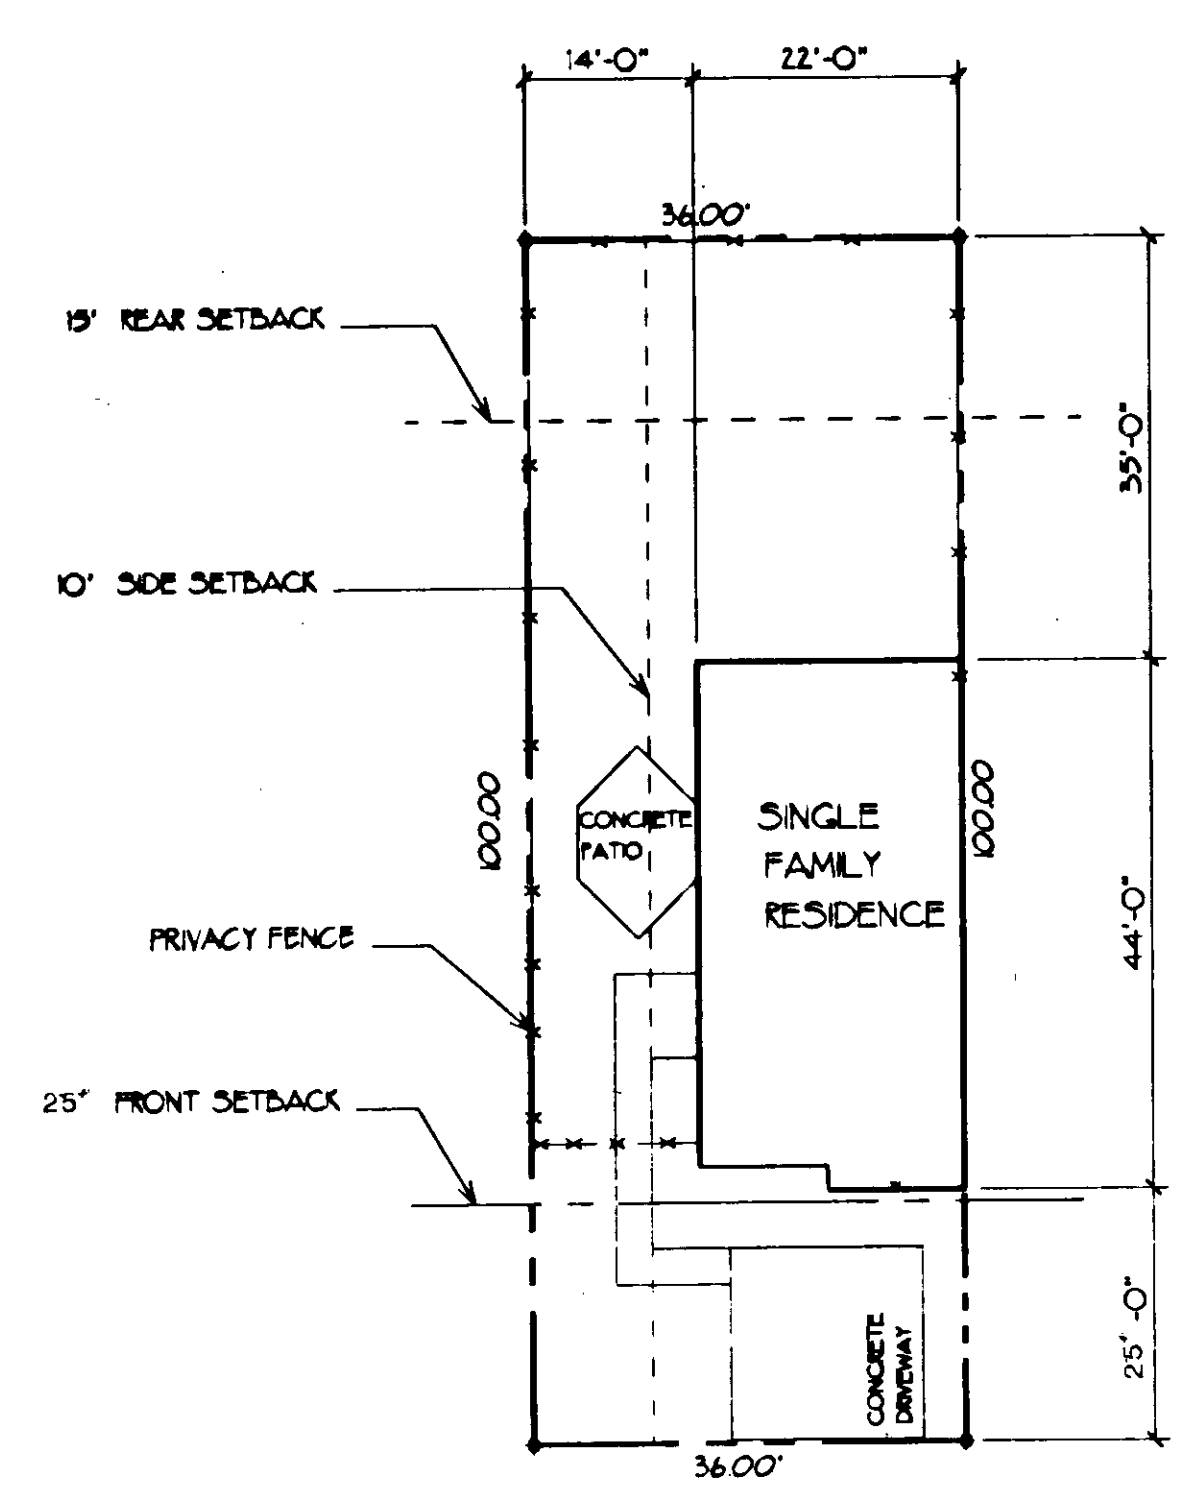 14'-0" 22'-0"
36.00'
15' REAR SETBACK
35'-0"
10' SIDE SETBACK
100.00
100.00
CONCRETE
PATIO
SINGLE
FAMILY
RESIDENCE
44'-0"
PRIVACY FENCE
25' FRONT SETBACK
25'-0"
CONCRETE
DRIVEWAY
36.00'